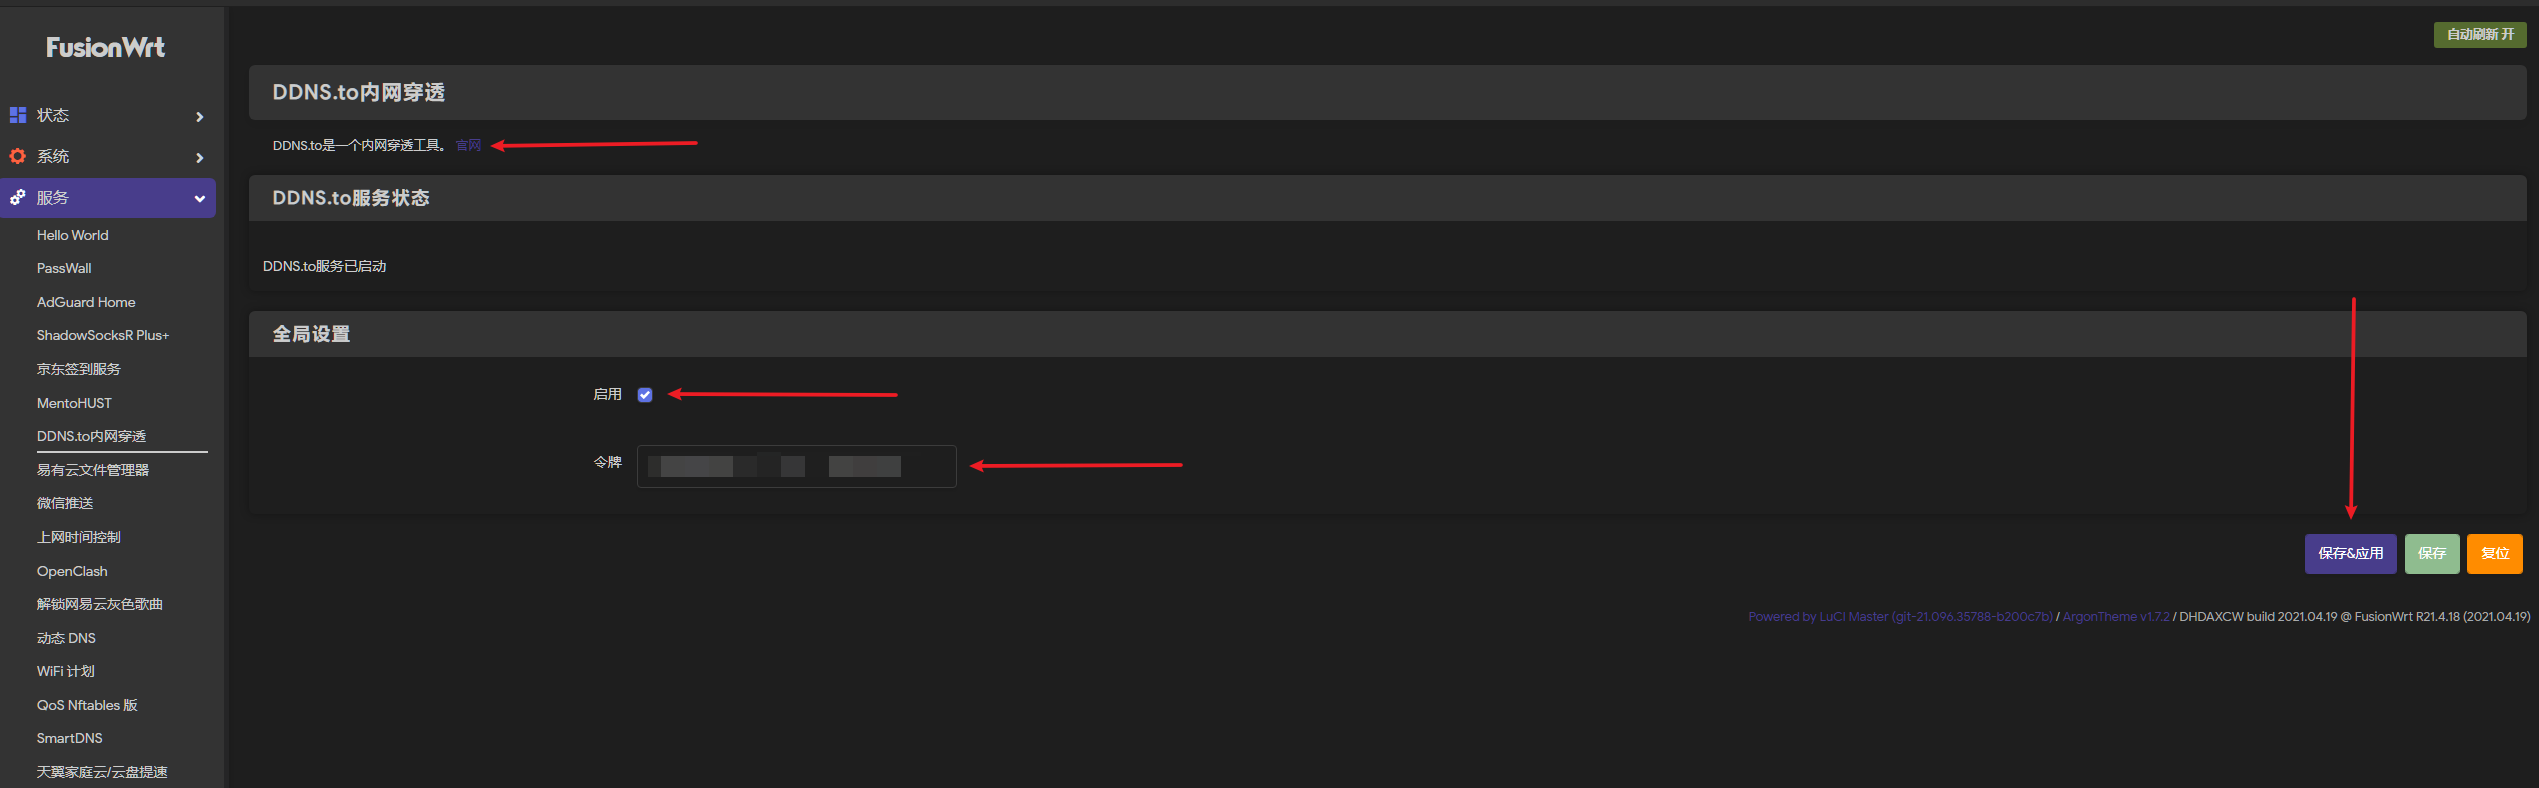 FusionWrt
状态
系统
服务
Hello World
PassWall
AdGuard Home
ShadowSocksR Plus+
京东签到服务
MentoHUST
DDNS.to内网穿透
易有云文件管理器
微信推送
上网时间控制
OpenClash
解锁网易云灰色歌曲
动态 DNS
WiFi 计划
QoS Nftables 版
SmartDNS
天翼家庭云/云盘提速
自动刷新 开
DDNS.to内网穿透
DDNS.to是一个内网穿透工具。 官网
DDNS.to服务状态
DDNS.to服务已启动
全局设置
启用
令牌
保存&应用 保存 复位
Powered by LuCI Master (git-21.096.35788-b200c7b) / ArgonTheme v1.7.2 / DHDAXCW build 2021.04.19 @ FusionWrt R21.4.18 (2021.04.19)